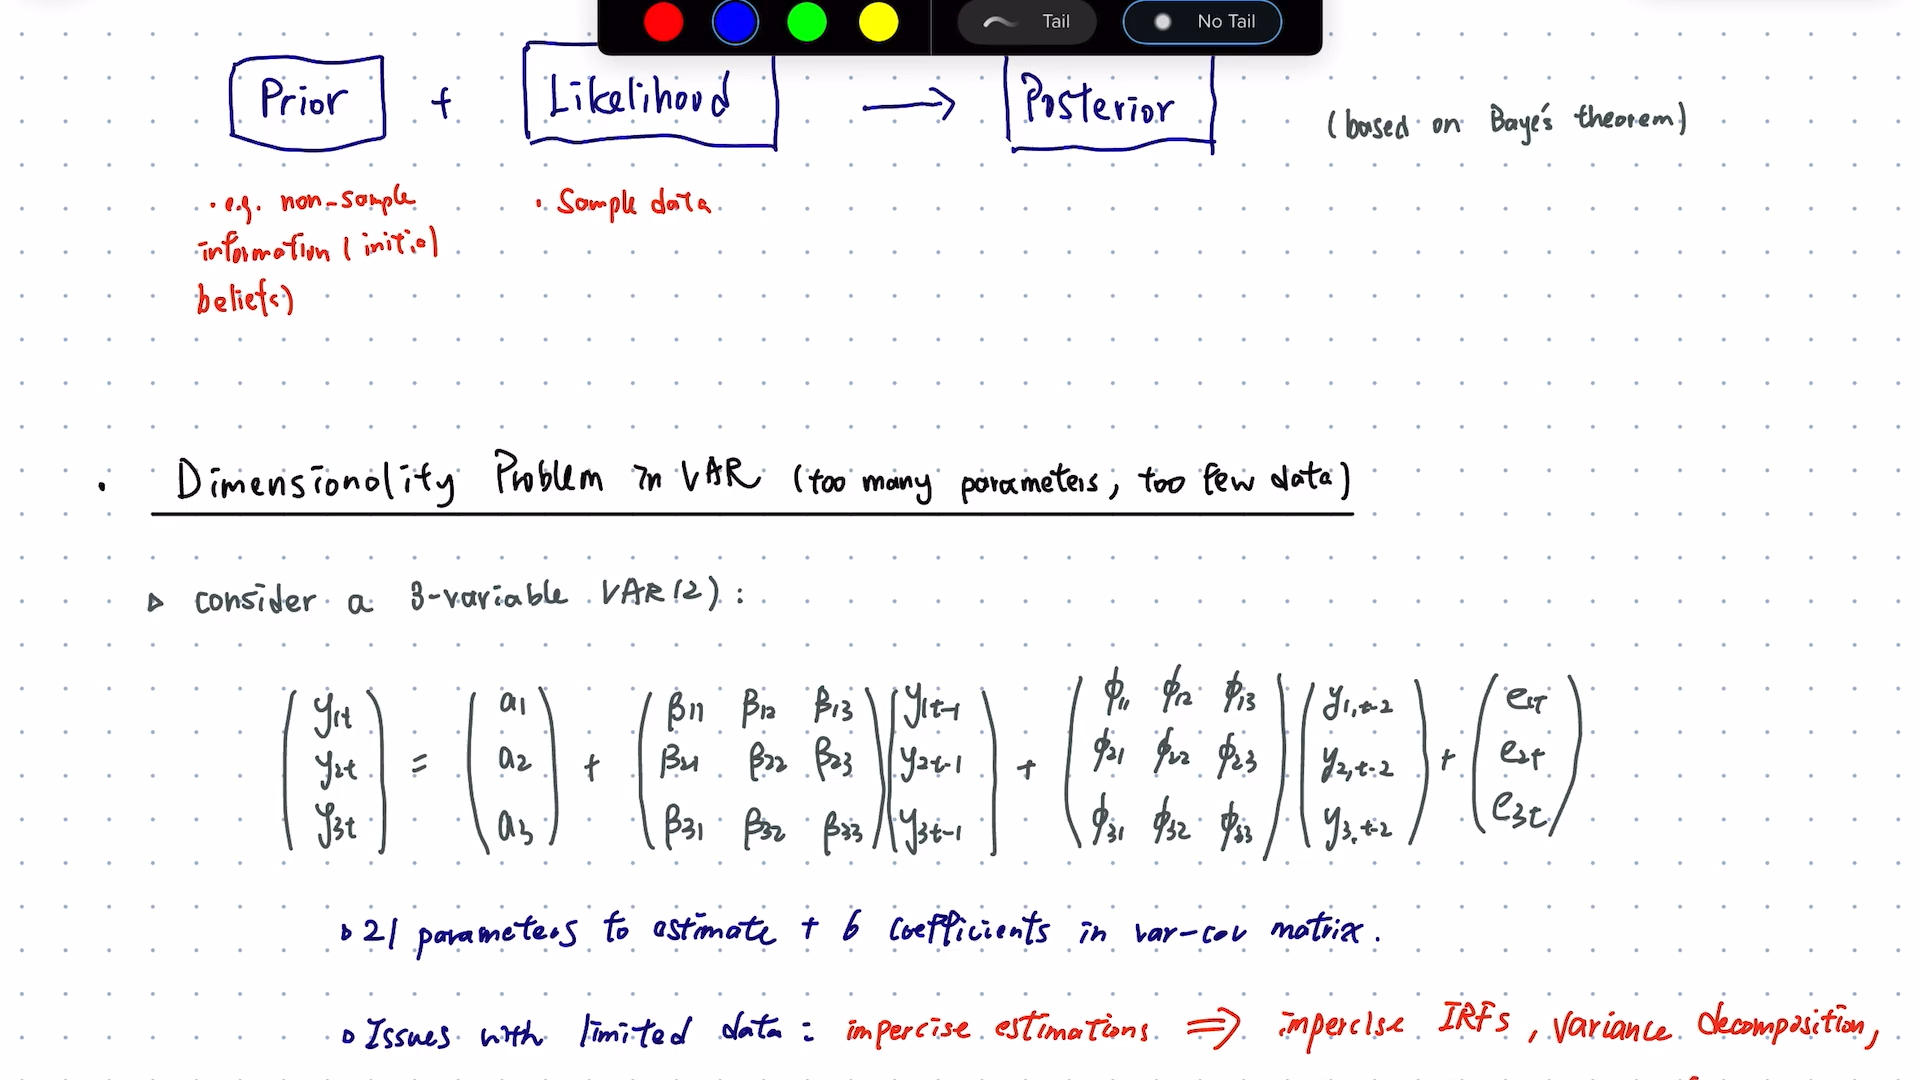 Tail No Tail
Prior + Likelihood → Posterior (based on Baye's theorem)
• e.g. non-sample • Sample data
information (initial
beliefs)
• Dimensionality Problem in VAR (too many parameters, too few data)
▷ consider a 3-variable VAR(2):
y1t a1 β11 β12 β13 y1t-1 ϕ11 ϕ12 ϕ13 y1,t-2 e1t
y2t = a2 + β21 β22 β23 y2t-1 + ϕ21 ϕ22 ϕ23 y2,t-2 + e2t
y3t a3 β31 β32 β33 y3t-1 ϕ31 ϕ32 ϕ33 y3,t-2 e3t
▷ 21 parameters to estimate + 6 coefficients in var-cov matrix.
▷ Issues with limited data: impercise estimations ⇒ impercise IRFs, variance decomposition,